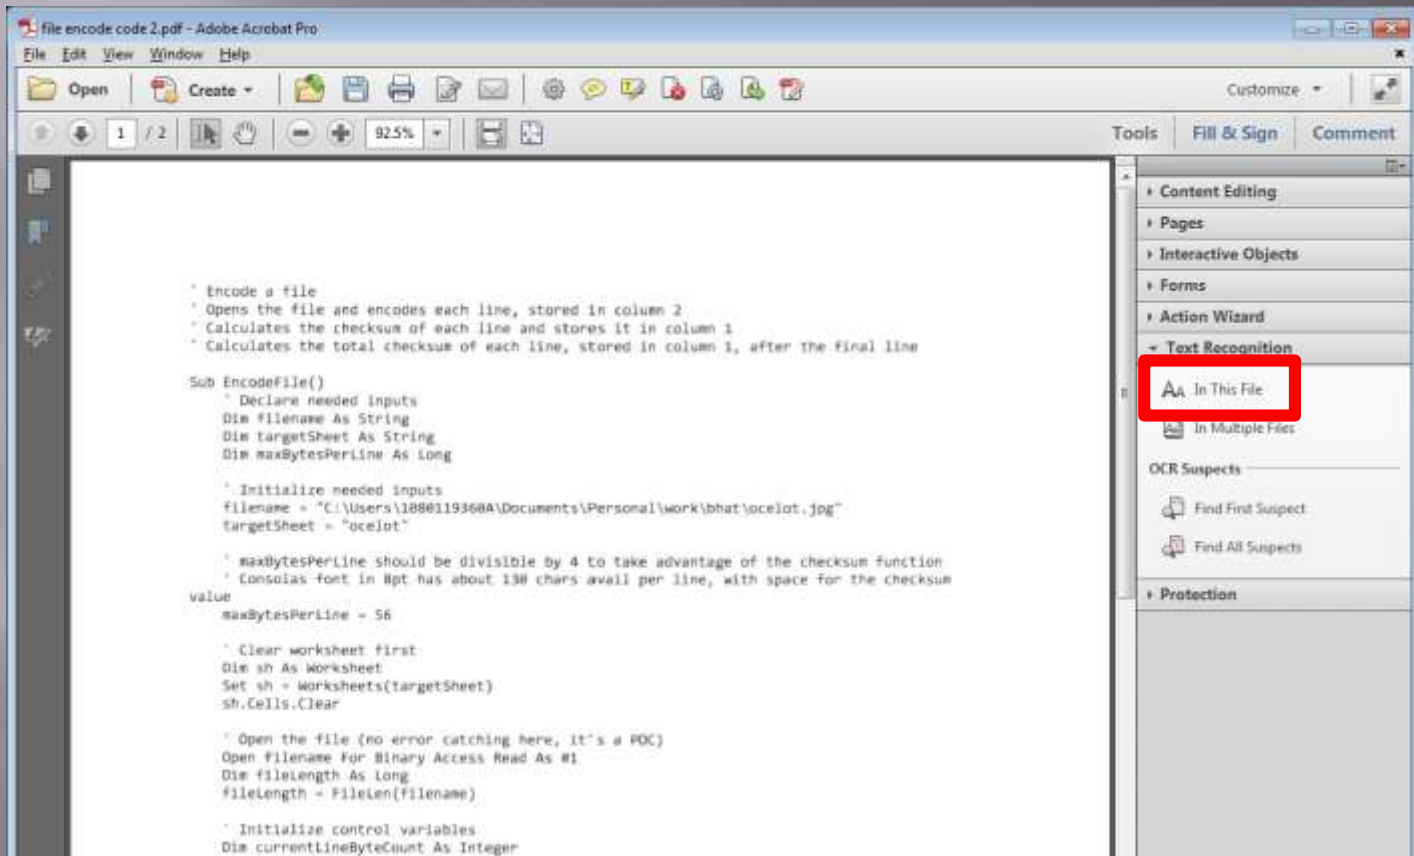 file encode code 2.pdf - Adobe Acrobat Pro
File Edit View Window Help
Open Create Customize
1 / 2 92.5% Tools Fill & Sign Comment
Content Editing
Pages
Interactive Objects
Forms
Action Wizard
Text Recognition
In This File
In Multiple Files
OCR Suspects
Find First Suspect
Find All Suspects
Protection
' Encode a file
' Opens the file and encodes each line, stored in column 2
' Calculates the checksum of each line and stores it in column 1
' Calculates the total checksum of each line, stored in column 1, after the final line
Sub EncodeFile()
' Declare needed inputs
Dim filename As String
Dim targetSheet As String
Dim maxBytesPerLine As Long
' Initialize needed inputs
filename = "C:\Users\1080119360A\Documents\Personal\work\bhat\ocelot.jpg"
targetSheet = "ocelot"
' maxBytesPerLine should be divisible by 4 to take advantage of the checksum function
' Consolas font in 8pt has about 130 chars avail per line, with space for the checksum
value
maxBytesPerLine = 56
' Clear worksheet first
Dim sh As Worksheet
Set sh = Worksheets(targetSheet)
sh.Cells.Clear
' Open the file (no error catching here, it's a POC)
Open filename For Binary Access Read As #1
Dim fileLength As Long
fileLength = FileLen(filename)
' Initialize control variables
Dim currentLineByteCount As Integer